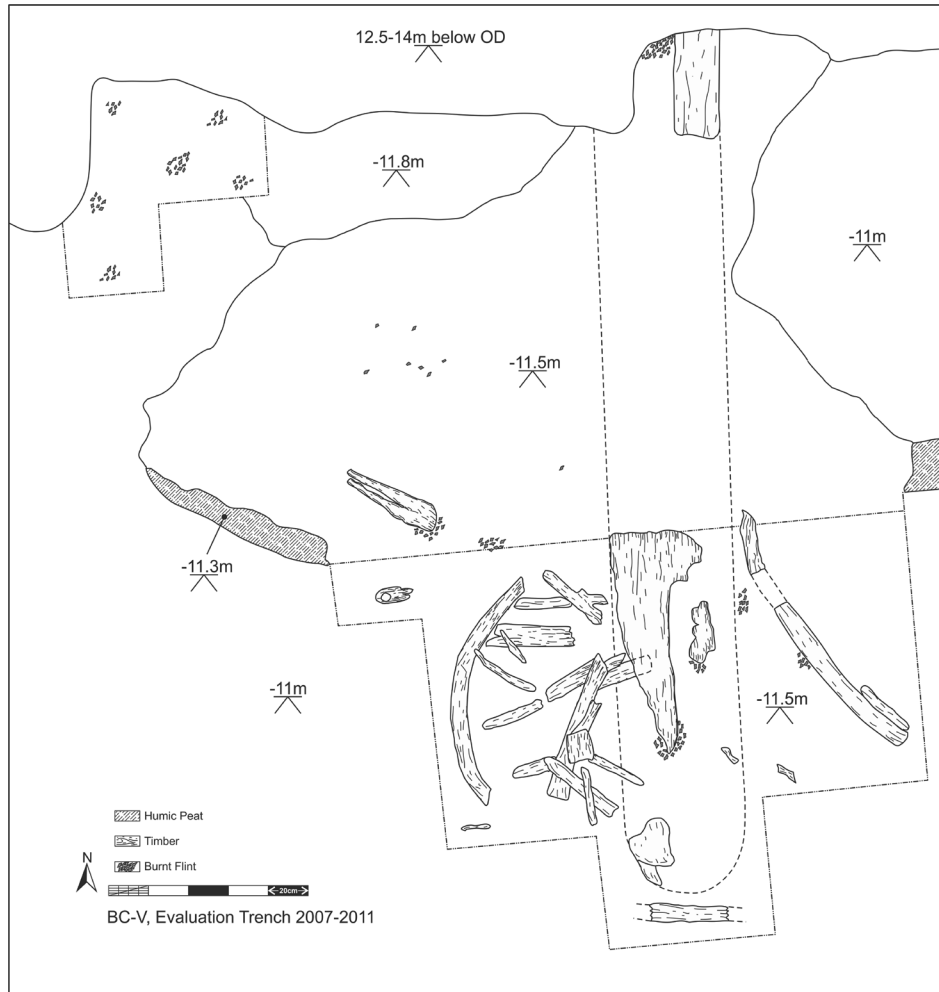 12.5-14m below OD
-11.8m
-11m
-11.5m
-11.3m
-11m
-11.5m
Humic Peat
Timber
Burnt Flint
N
20cm
BC-V, Evaluation Trench 2007-2011